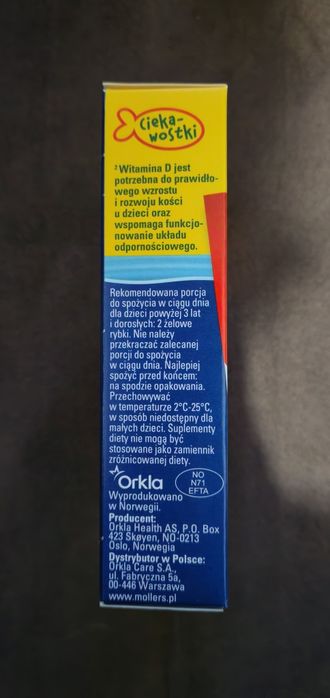 Cieka-
wostki
² Witamina D jest
potrzebna do prawidło-
wego wzrostu
i rozwoju kości
u dzieci oraz
wspomaga funkcjo-
nowanie układu
odpornościowego.
Rekomendowana porcja
do spożycia w ciągu dnia
dla dzieci powyżej 3 lat
i dorosłych: 2 żelowe
rybki. Nie należy
przekraczać zalecanej
porcji do spożycia
w ciągu dnia. Najlepiej
spożyć przed końcem:
na spodzie opakowania.
Przechowywać
w temperaturze 2°C-25°C,
w sposób niedostępny dla
małych dzieci. Suplementy
diety nie mogą być
stosowane jako zamiennik
zróżnicowanej diety.
Orkla
NO
N71
EFTA
Wyprodukowano
w Norwegii.
Producent:
Orkla Health AS, P.O. Box
423 Skøyen, NO-0213
Oslo, Norwegia
Dystrybutor w Polsce:
Orkla Care S.A.,
ul. Fabryczna 5a,
00-446 Warszawa
www.mollers.pl